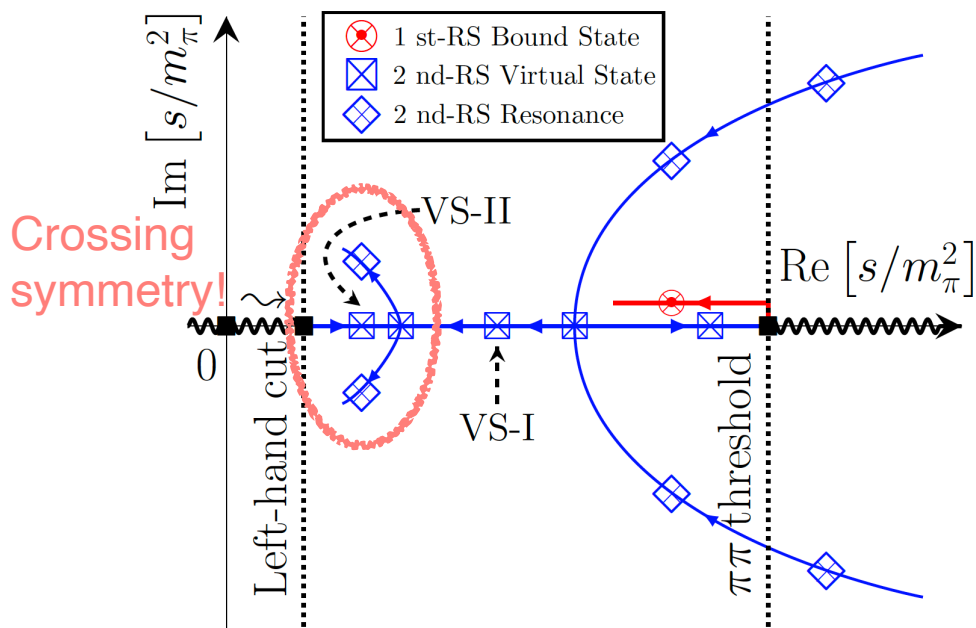 Im [s/m_π^2]
1 st-RS Bound State
2 nd-RS Virtual State
2 nd-RS Resonance
Crossing
symmetry!
VS-II
Re [s/m_π^2]
0
Left-hand cut
VS-I
ππ threshold